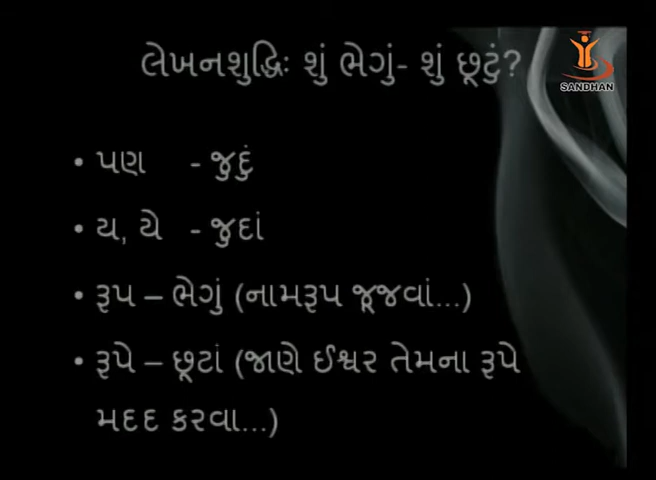 લેખનશુદ્ધિઃ શું ભેગું- શું છૂટું?
SANDHAN
• પણ - જુદું
• ય, યે - જુદાં
• રૂપ – ભેગું (નામરૂપ જૂજવાં...)
• રૂપે – છૂટાં (જાણે ઈશ્વર તેમના રૂપે
મદદ કરવા...)